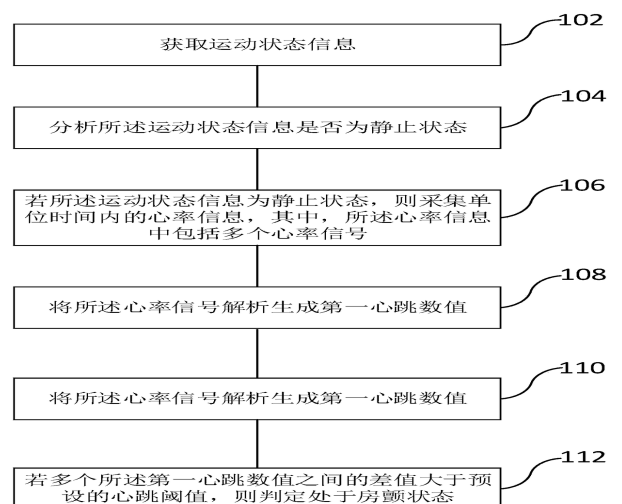 102
获取运动状态信息
104
分析所述运动状态信息是否为静止状态
106
若所述运动状态信息为静止状态，则采集单
位时间内的心率信息，其中，所述心率信息
中包括多个心率信号
108
将所述心率信号解析生成第一心跳数值
110
将所述心率信号解析生成第一心跳数值
112
若多个所述第一心跳数值之间的差值大于预
设的心跳阈值，则判定处于房颤状态